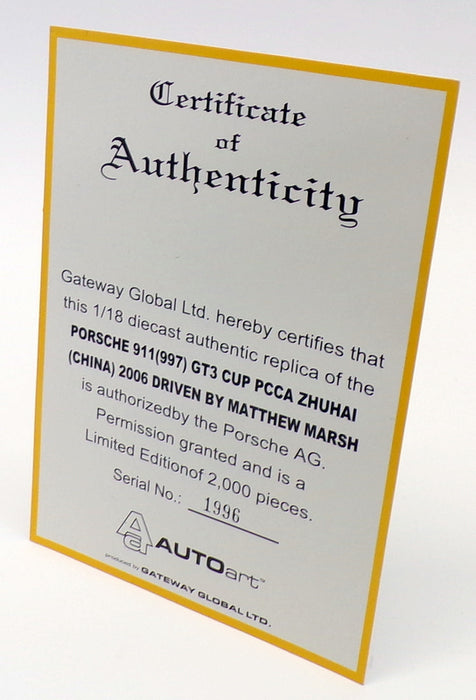 Certificate
of
Authenticity
Gateway Global Ltd. hereby certifies that
this 1/18 diecast authentic replica of the
PORSCHE 911(997) GT3 CUP PCCA ZHUHAI
(CHINA) 2006 DRIVEN BY MATTHEW MARSH
is authorizedby the Porsche AG.
Permission granted and is a
Limited Editionof 2,000 pieces.
Serial No.: 1996
Aa AUTOart™
produced by GATEWAY GLOBAL LTD.